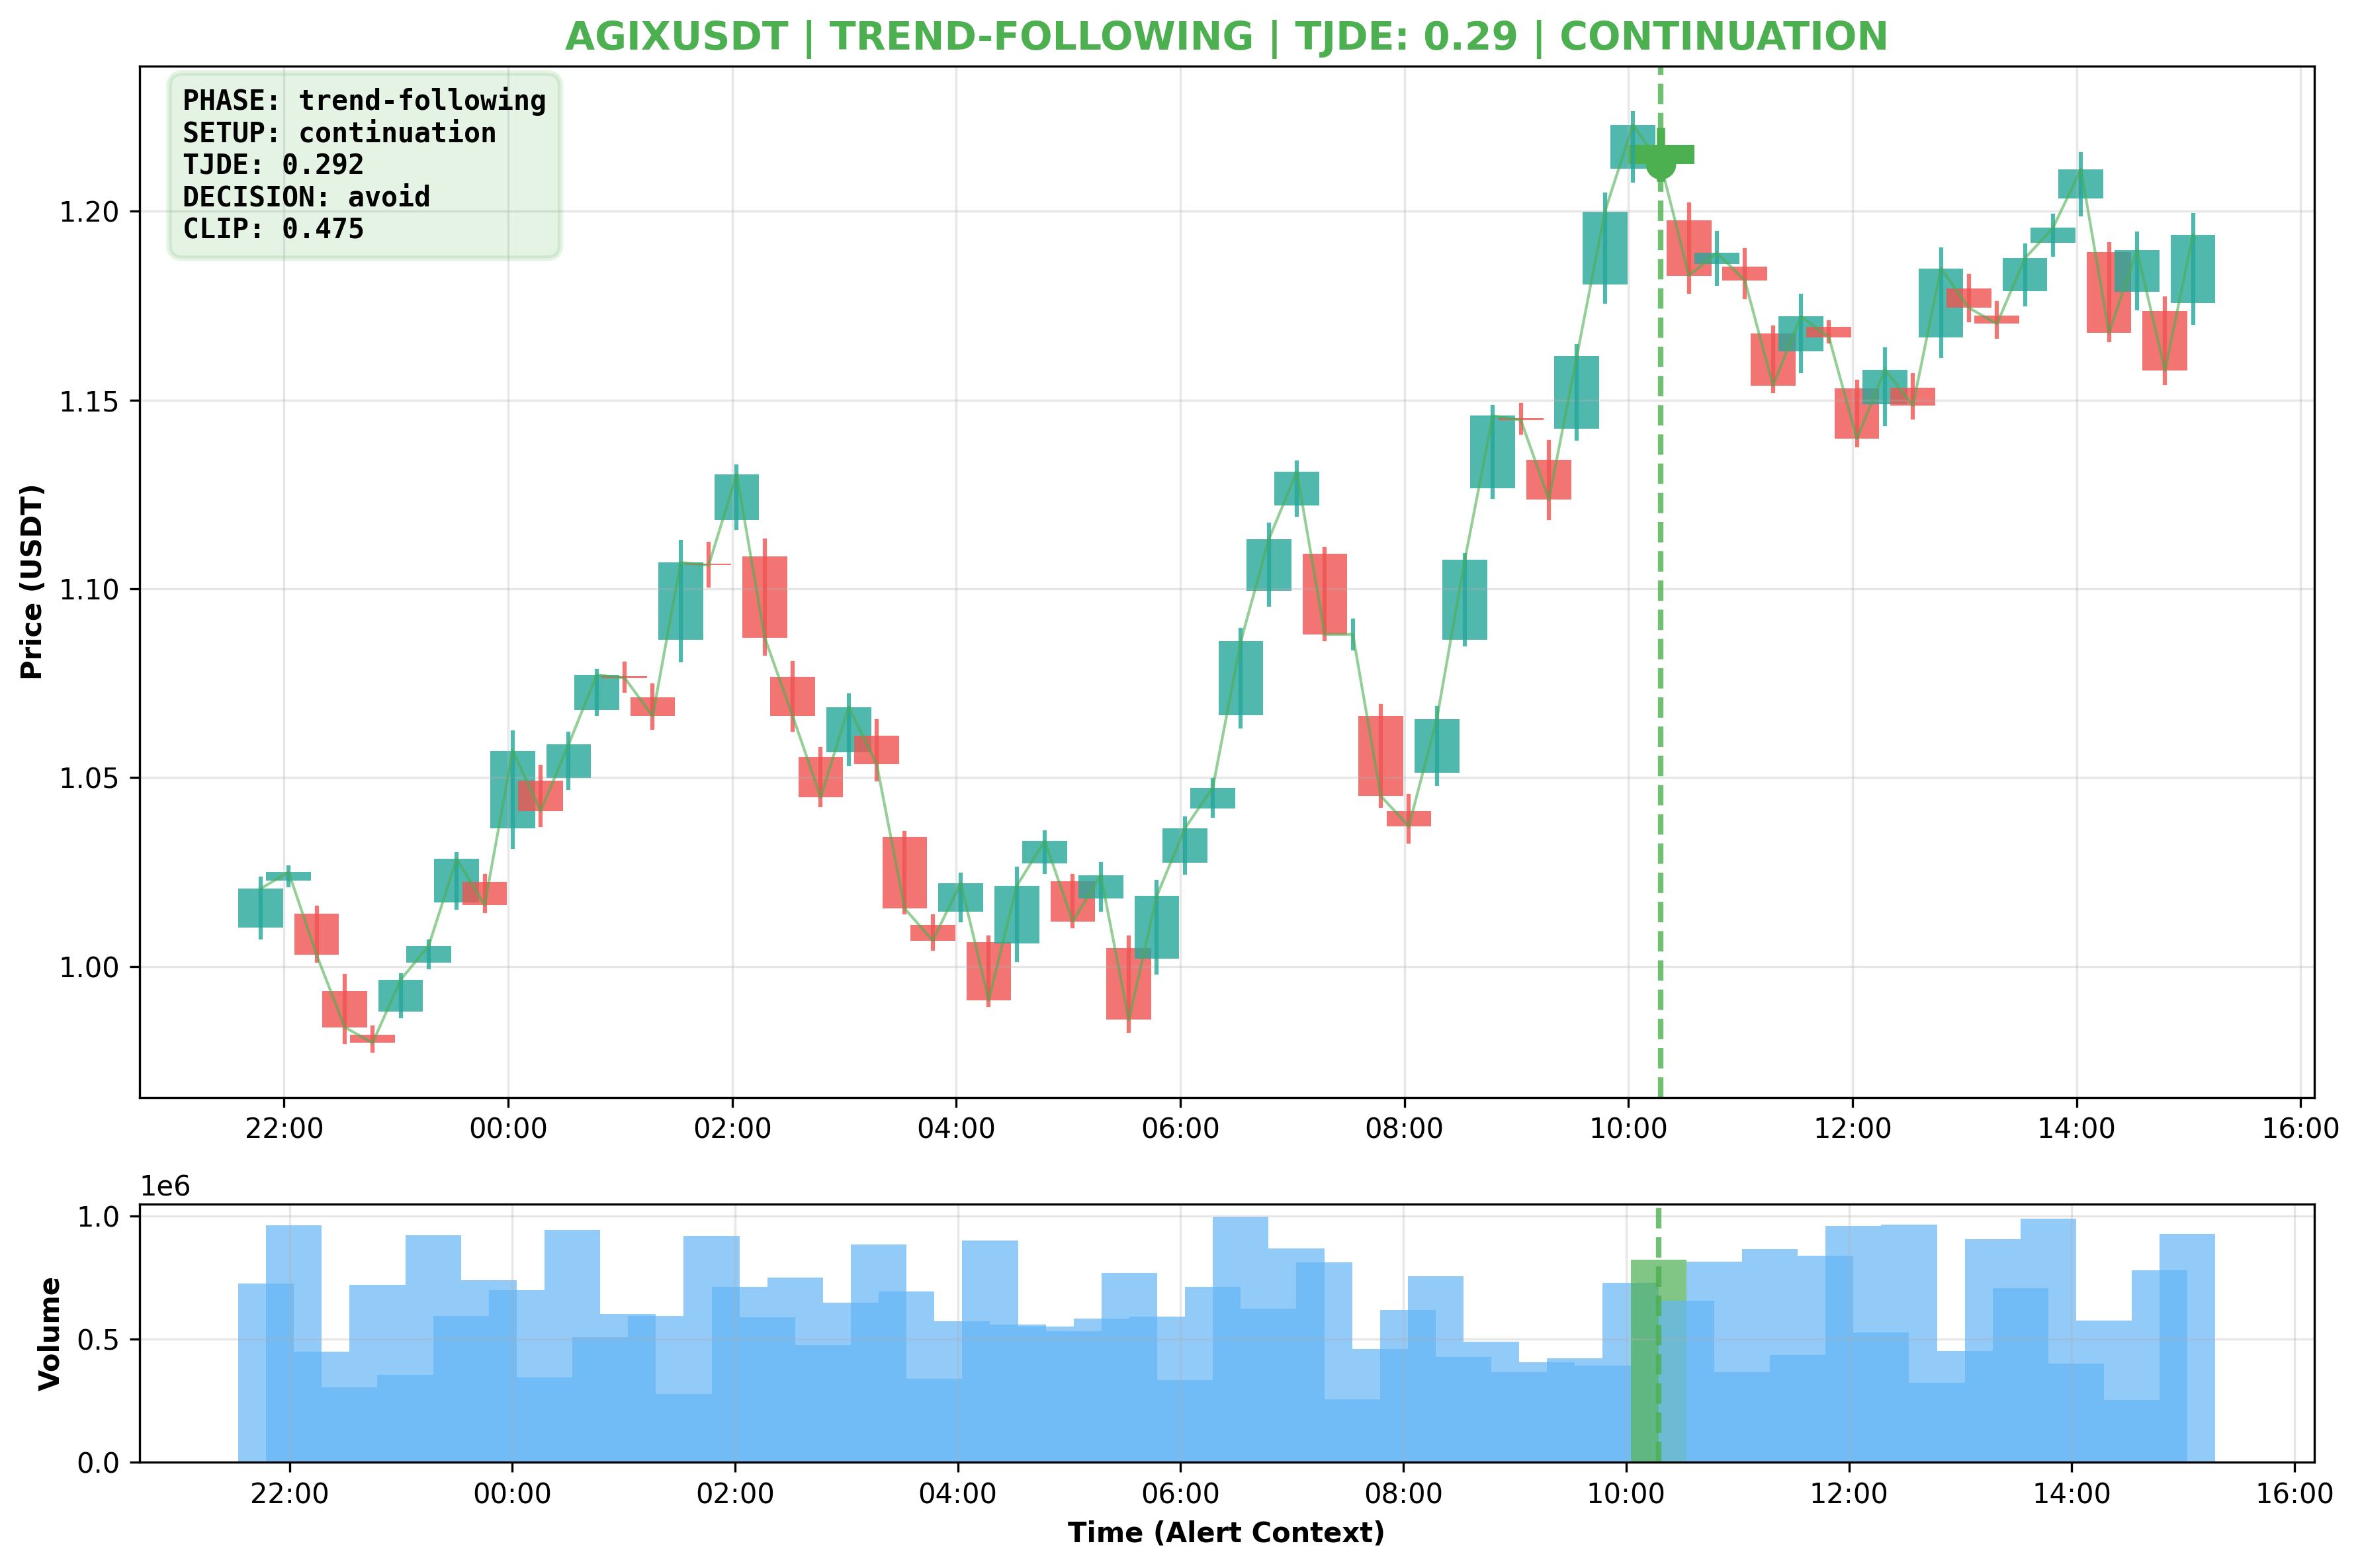 AGIXUSDT | TREND-FOLLOWING | TJDE: 0.29 | CONTINUATION
PHASE: trend-following
SETUP: continuation
TJDE: 0.292
DECISION: avoid
CLIP: 0.475
Price (USDT)
1.20
1.15
1.10
1.05
1.00
22:00 00:00 02:00 04:00 06:00 08:00 10:00 12:00 14:00 16:00
1e6
Volume
1.0
0.5
0.0
22:00 00:00 02:00 04:00 06:00 08:00 10:00 12:00 14:00 16:00
Time (Alert Context)